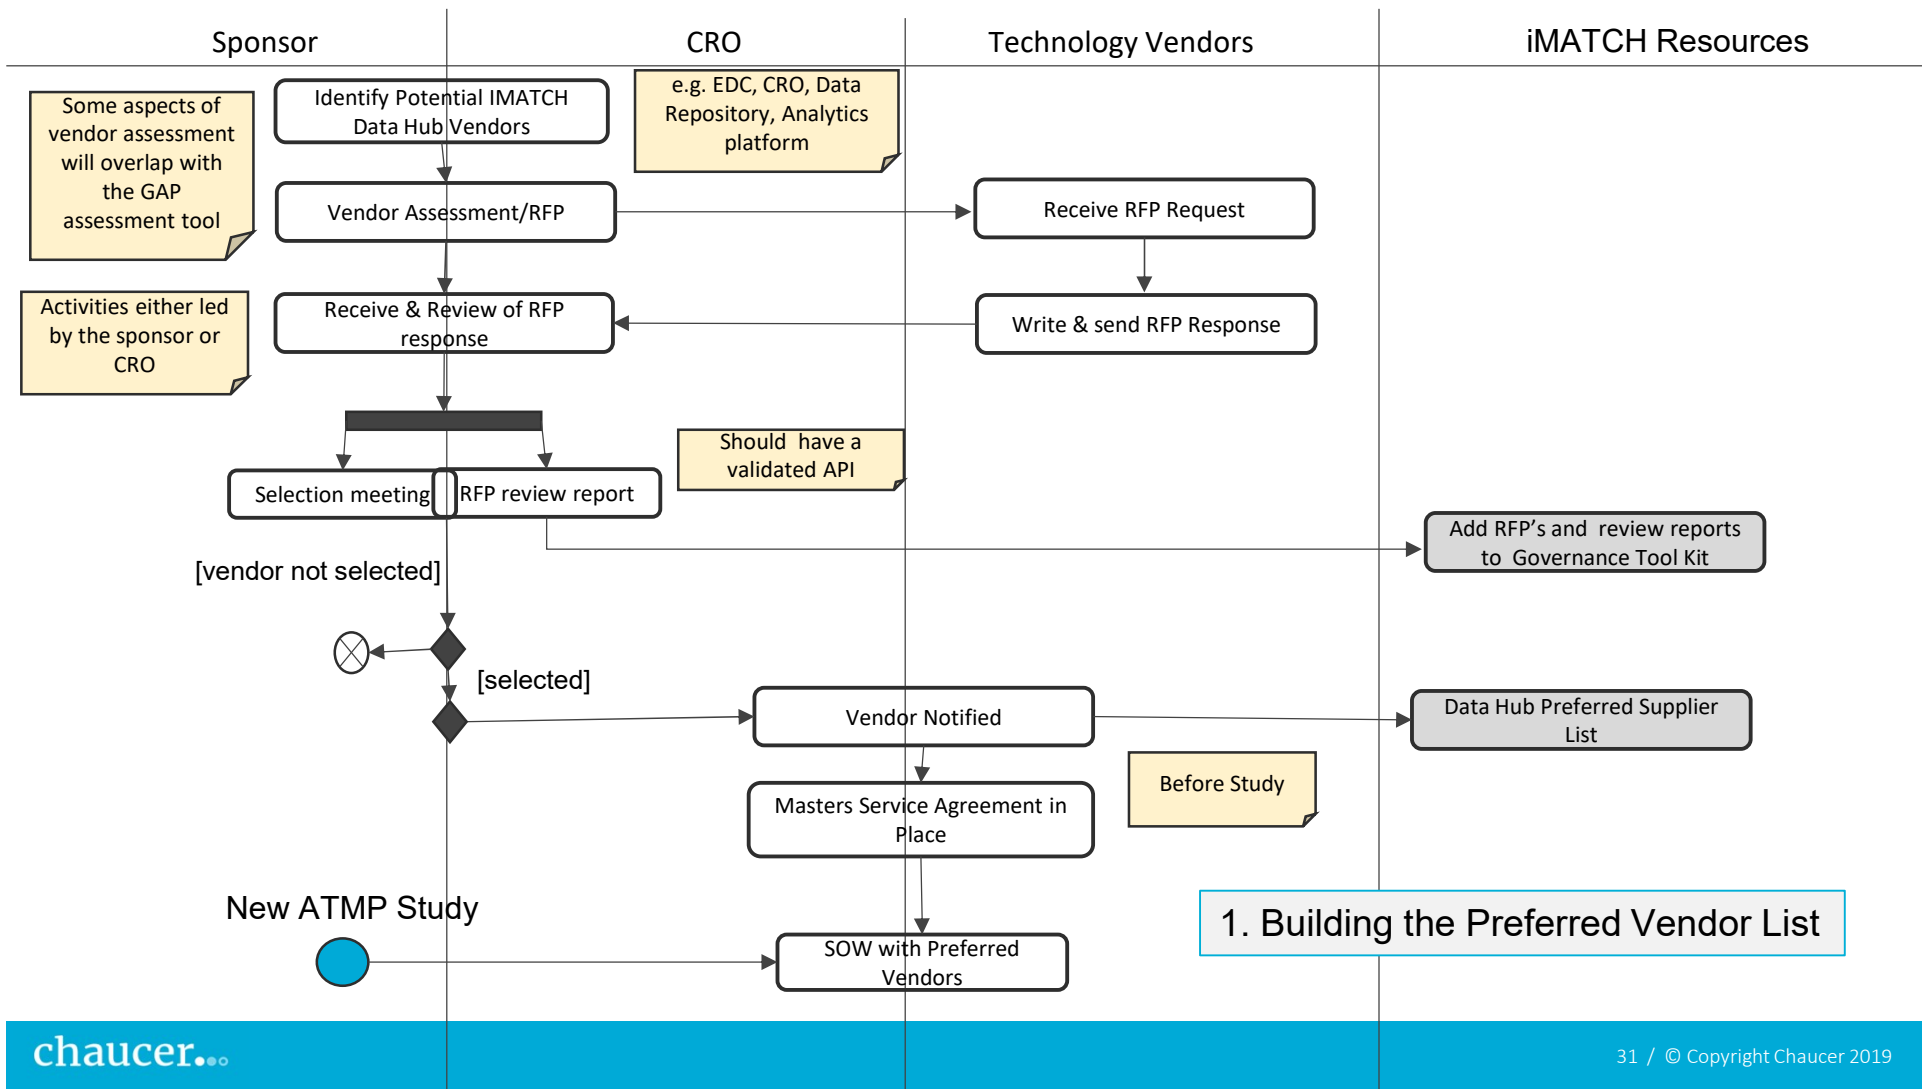 Sponsor
CRO
Technology Vendors
iMATCH Resources
Some aspects of
vendor assessment
will overlap with
the GAP
assessment tool
Identify Potential IMATCH
Data Hub Vendors
e.g. EDC, CRO, Data
Repository, Analytics
platform
Vendor Assessment/RFP
Receive RFP Request
Activities either led
by the sponsor or
CRO
Receive & Review of RFP
response
Write & send RFP Response
Should  have a
validated API
Selection meeting
RFP review report
Add RFP's and  review reports
to  Governance Tool Kit
[vendor not selected]
[selected]
Vendor Notified
Data Hub Preferred Supplier
List
Before Study
Masters Service Agreement in
Place
New ATMP Study
1. Building the Preferred Vendor List
SOW with Preferred
Vendors
chaucer...
31 / © Copyright Chaucer 2019